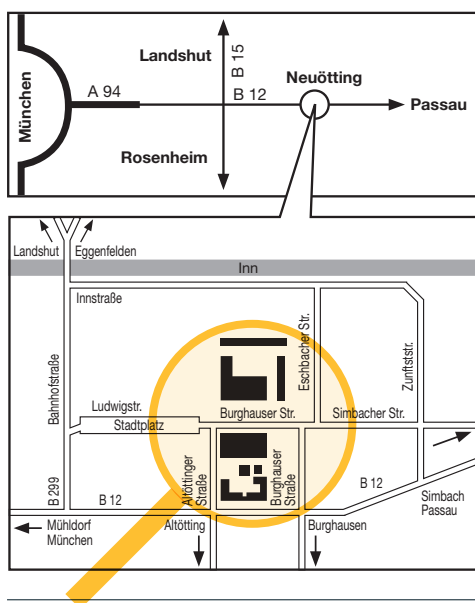 Landshut
B 15
Neuötting
München
A 94
B 12
Passau
Rosenheim
Landshut
Eggenfelden
Inn
Innstraße
Eschbacher Str.
Zunftstr.
Bahnhofstraße
Ludwigstr.
Stadtplatz
Burghauser Str.
Simbacher Str.
Altöttinger
Straße
Burghauser
Straße
B 299
B 12
B 12
Simbach
Passau
Mühldorf
München
Altötting
Burghausen